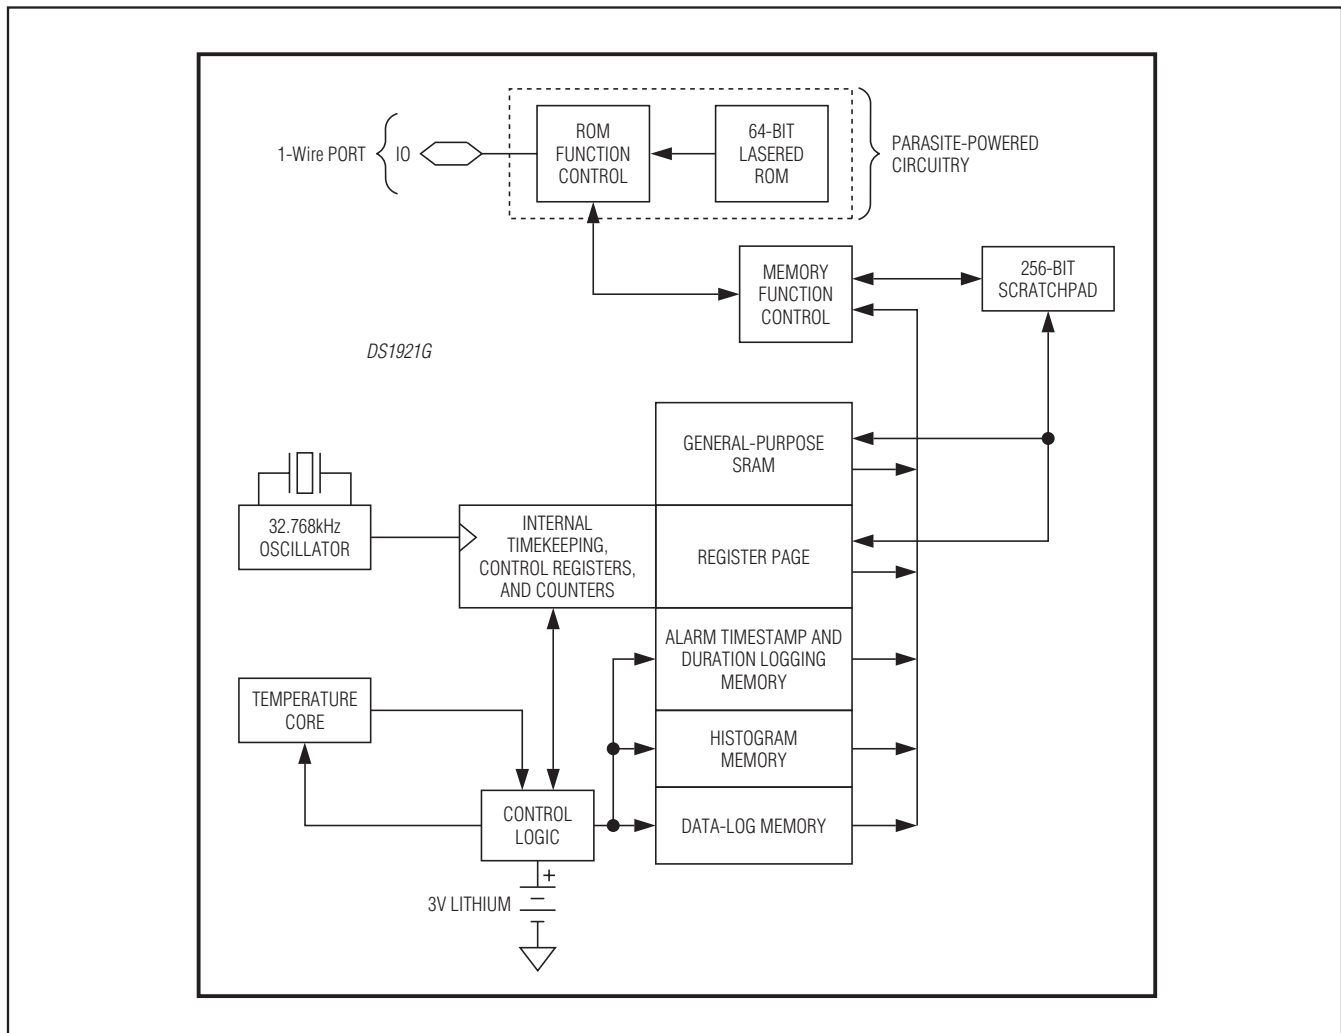 1-Wire PORT
IO
ROM
FUNCTION
CONTROL
64-BIT
LASERED
ROM
PARASITE-POWERED
CIRCUITRY
MEMORY
FUNCTION
CONTROL
256-BIT
SCRATCHPAD
DS1921G
GENERAL-PURPOSE
SRAM
32.768kHz
OSCILLATOR
INTERNAL
TIMEKEEPING,
CONTROL REGISTERS,
AND COUNTERS
REGISTER PAGE
ALARM TIMESTAMP AND
DURATION LOGGING
MEMORY
TEMPERATURE
CORE
HISTOGRAM
MEMORY
CONTROL
LOGIC
DATA-LOG MEMORY
3V LITHIUM
+